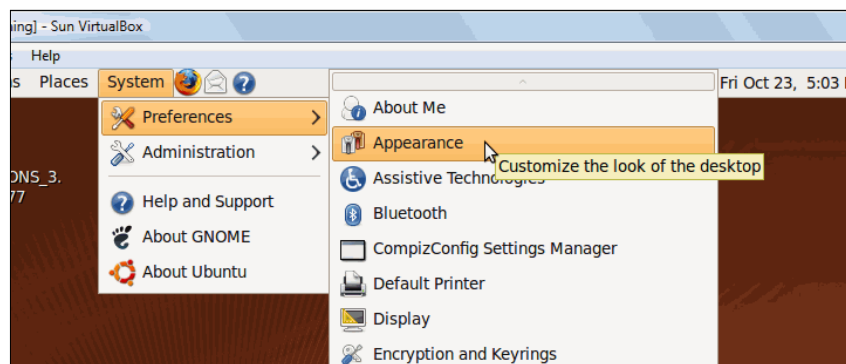 ing] - Sun VirtualBox
Help
Places System Fri Oct 23, 5:03
Preferences
Administration
Help and Support
About GNOME
About Ubuntu
About Me
Appearance
Customize the look of the desktop
Assistive Technologies
Bluetooth
CompizConfig Settings Manager
Default Printer
Display
Encryption and Keyrings
ONS_3.
77